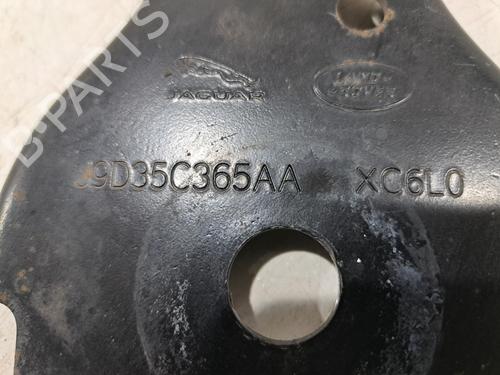 B-PARTS
JAGUAR
LAND-
ROVER
J9D35C365AA XC6L0